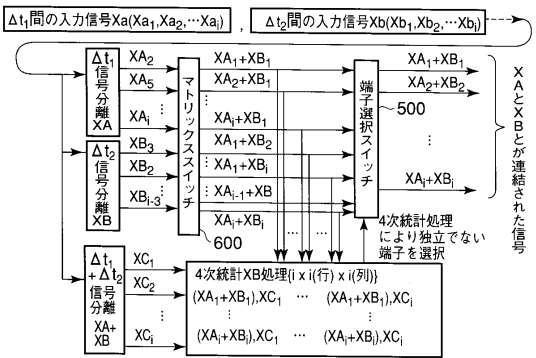 Δt₁間の入力信号Xa(Xa₁,Xa₂,…Xaᵢ)
,
Δt₂間の入力信号Xb(Xb₁,Xb₂,…Xbᵢ)
Δt₁
信号
分離
XA
XA₂
XA₅
⋮
XAᵢ
Δt₂
信号
分離
XB
XB₃
XB₂
⋮
XBᵢ₋₃
マトリックススイッチ
600
XA₁+XB₁
XA₂+XB₁
⋮
XAᵢ+XB₁
XA₁+XB₂
⋮
XA₁+XBᵢ
⋮
XAᵢ₋₁+XB
XAᵢ+XBᵢ
… …
端子選択スイッチ
500
XA₁+XB₁
XA₂+XB₂
⋮
XAᵢ+XBᵢ
XAとXBとが連結された信号
4次統計処理
により独立でない
端子を選択
Δt₁
+Δt₂
信号
分離
XA+
XB
XC₁
XC₂
⋮
XCᵢ
4次統計XB処理{i x i(行) x i(列)}
(XA₁+XB₁),XC₁ … (XA₁+XB₁),XCᵢ
⋮ ⋮
(XAᵢ+XBᵢ),XC₁ … (XAᵢ+XBᵢ),XCᵢ